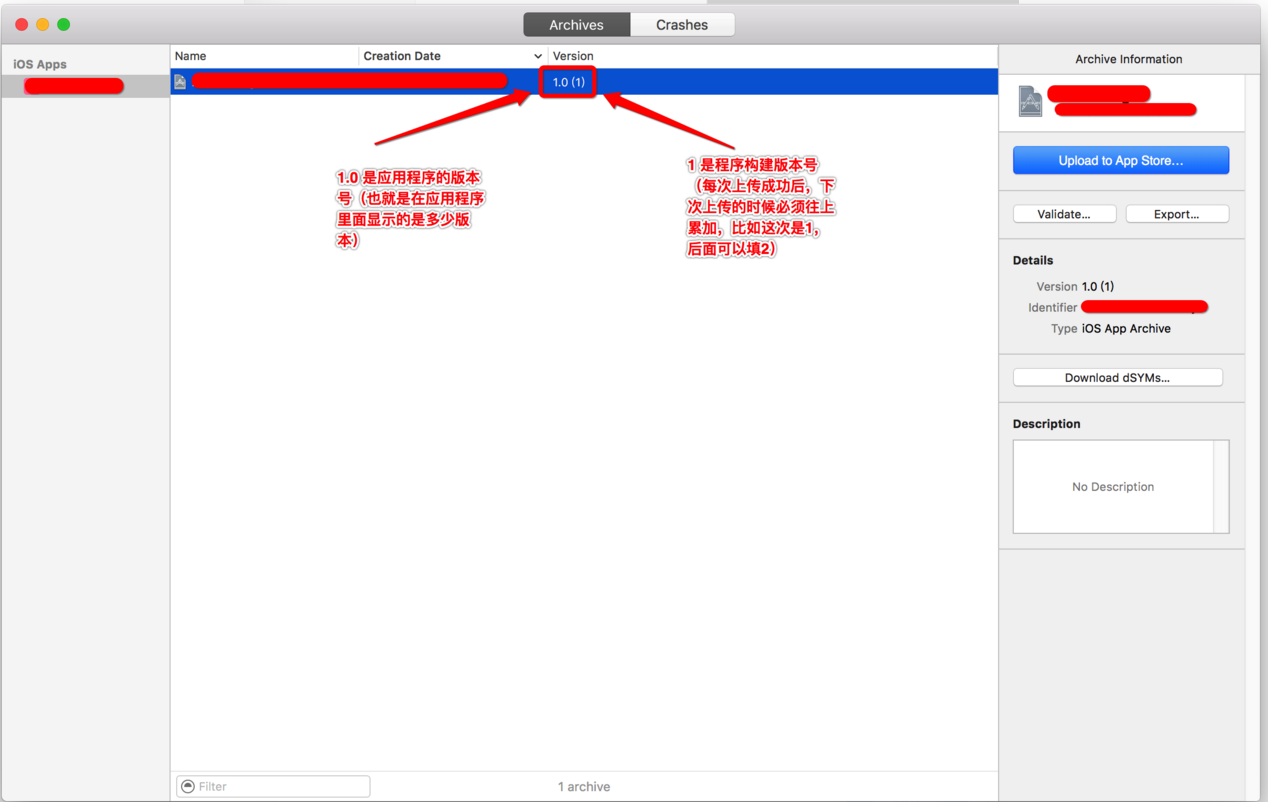 Archives
Crashes
iOS Apps
Name
Creation Date
Version
1.0 (1)
1.0 是应用程序的版本
号（也就是在应用程序
里面显示的是多少版
本）
1 是程序构建版本号
（每次上传成功后，下
次上传的时候必须往上
累加，比如这次是1，
后面可以填2）
Filter
1 archive
Archive Information
Upload to App Store...
Validate...
Export...
Details
Version 1.0 (1)
Identifier
Type iOS App Archive
Download dSYMs...
Description
No Description